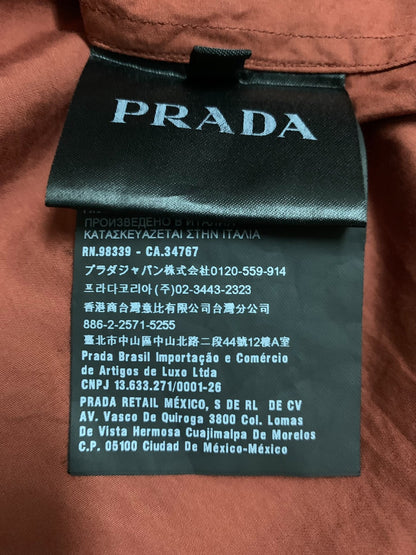 PRADA
ПРОИЗВЕДЕНО В ИТАЛИИ
ΚΑΤΑΣΚΕΥΑΖΕΤΑΙ ΣΤΗΝ ΙΤΑΛΙΑ
RN.98339 - CA.34767
プラダジャパン株式会社0120-559-914
프라다코리아 (주)02-3443-2323
香港商台灣意比有限公司台灣分公司
886-2-2571-5255
臺北市中山區中山北路二段44號12樓A室
Prada Brasil Importação e Comércio
de Artigos de Luxo Ltda
CNPJ 13.633.271/0001-26
PRADA RETAIL MÉXICO, S DE RL DE CV
AV. Vasco De Quiroga 3800 Col. Lomas
De Vista Hermosa Cuajimalpa De Morelos
C.P. 05100 Ciudad De México-México